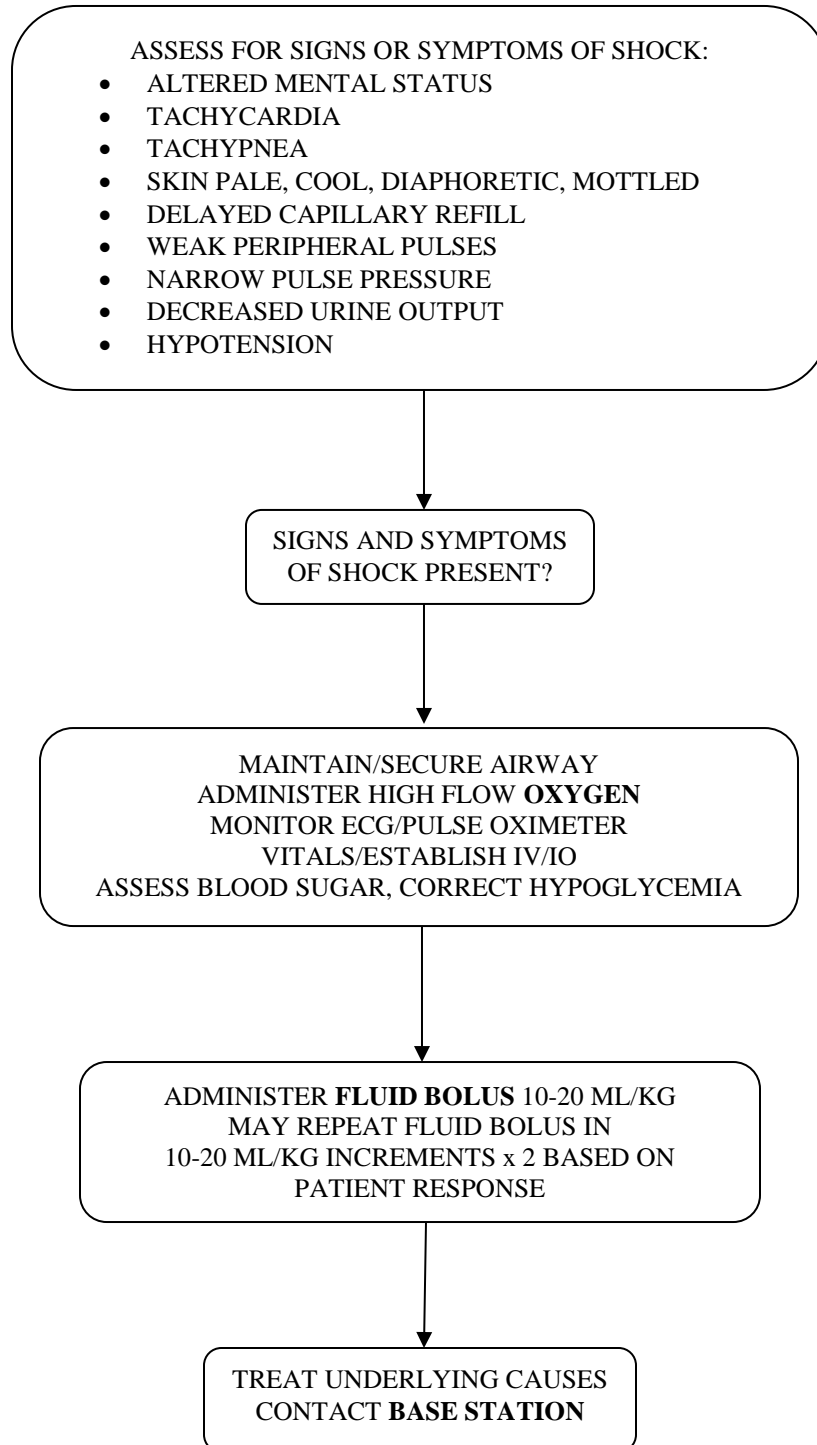 ASSESS FOR SIGNS OR SYMPTOMS OF SHOCK:
• ALTERED MENTAL STATUS
• TACHYCARDIA
• TACHYPNEA
• SKIN PALE, COOL, DIAPHORETIC, MOTTLED
• DELAYED CAPILLARY REFILL
• WEAK PERIPHERAL PULSES
• NARROW PULSE PRESSURE
• DECREASED URINE OUTPUT
• HYPOTENSION
SIGNS AND SYMPTOMS
OF SHOCK PRESENT?
MAINTAIN/SECURE AIRWAY
ADMINISTER HIGH FLOW OXYGEN
MONITOR ECG/PULSE OXIMETER
VITALS/ESTABLISH IV/IO
ASSESS BLOOD SUGAR, CORRECT HYPOGLYCEMIA
ADMINISTER FLUID BOLUS 10-20 ML/KG
MAY REPEAT FLUID BOLUS IN
10-20 ML/KG INCREMENTS x 2 BASED ON
PATIENT RESPONSE
TREAT UNDERLYING CAUSES
CONTACT BASE STATION